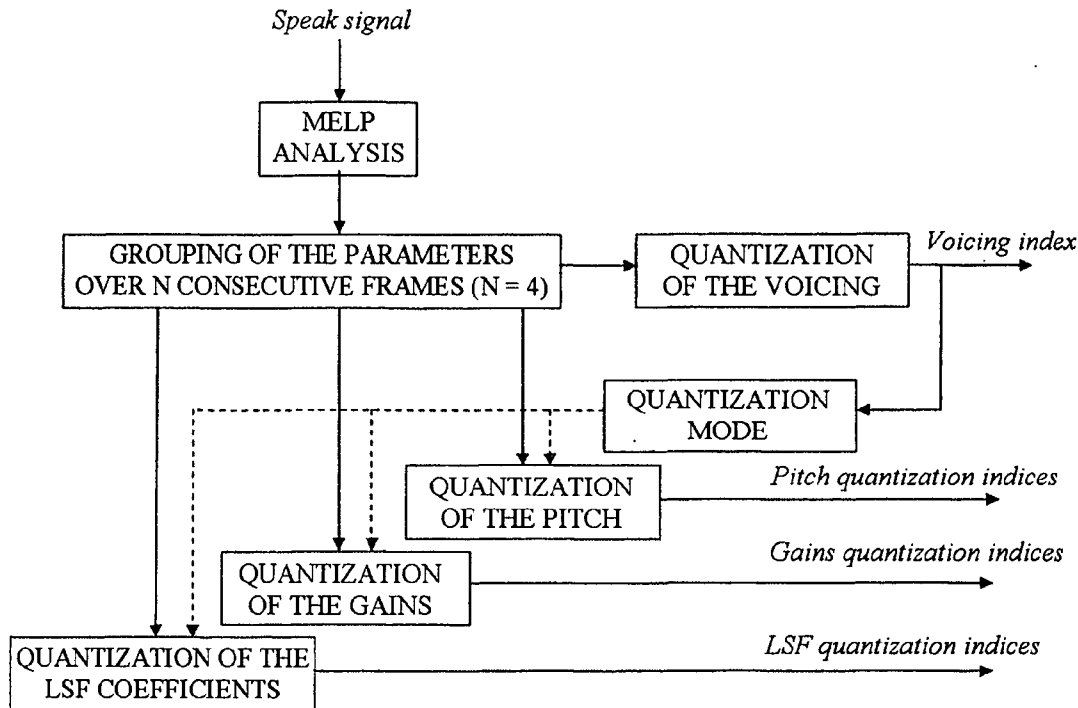 Speak signal
MELP
ANALYSIS
GROUPING OF THE PARAMETERS
OVER N CONSECUTIVE FRAMES (N = 4)
QUANTIZATION
OF THE VOICING
Voicing index
QUANTIZATION
MODE
QUANTIZATION
OF THE PITCH
Pitch quantization indices
QUANTIZATION
OF THE GAINS
Gains quantization indices
QUANTIZATION OF THE
LSF COEFFICIENTS
LSF quantization indices